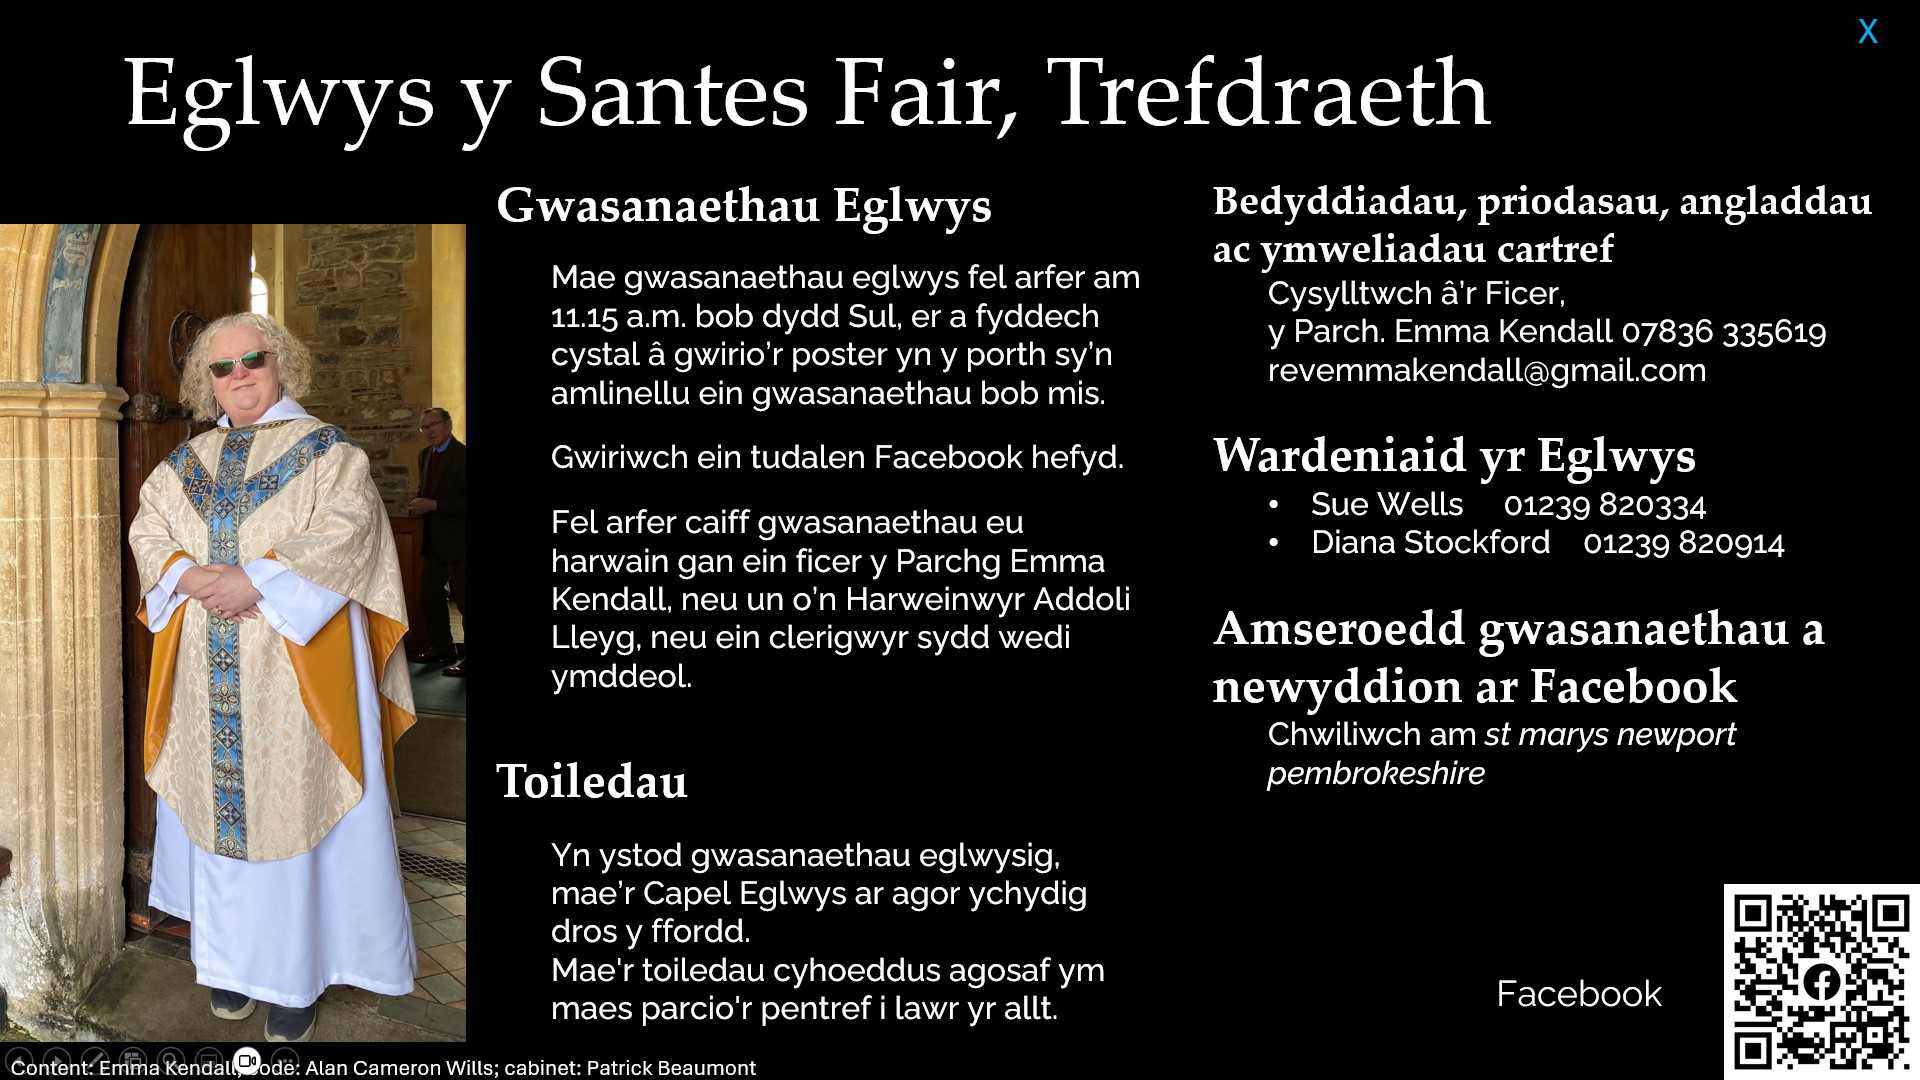 X
Eglwys y Santes Fair, Trefdraeth
Gwasanaethau Eglwys
Mae gwasanaethau eglwys fel arfer am
11.15 a.m. bob dydd Sul, er a fyddech
cystal â gwirio’r poster yn y porth sy’n
amlinellu ein gwasanaethau bob mis.
Gwiriwch ein tudalen Facebook hefyd.
Fel arfer caiff gwasanaethau eu
harwain gan ein ficer y Parchg Emma
Kendall, neu un o’n Harweinwyr Addoli
Lleyg, neu ein clerigwyr sydd wedi
ymddeol.
Toiledau
Yn ystod gwasanaethau eglwysig,
mae’r Capel Eglwys ar agor ychydig
dros y ffordd.
Mae'r toiledau cyhoeddus agosaf ym
maes parcio'r pentref i lawr yr allt.
Bedyddiadau, priodasau, angladdau
ac ymweliadau cartref
Cysylltwch â’r Ficer,
y Parch. Emma Kendall 07836 335619
revemmakendall@gmail.com
Wardeniaid yr Eglwys
• Sue Wells 01239 820334
• Diana Stockford 01239 820914
Amseroedd gwasanaethau a
newyddion ar Facebook
Chwiliwch am st marys newport
pembrokeshire
Facebook
Content: Emma Kendall; code: Alan Cameron Wills; cabinet: Patrick Beaumont